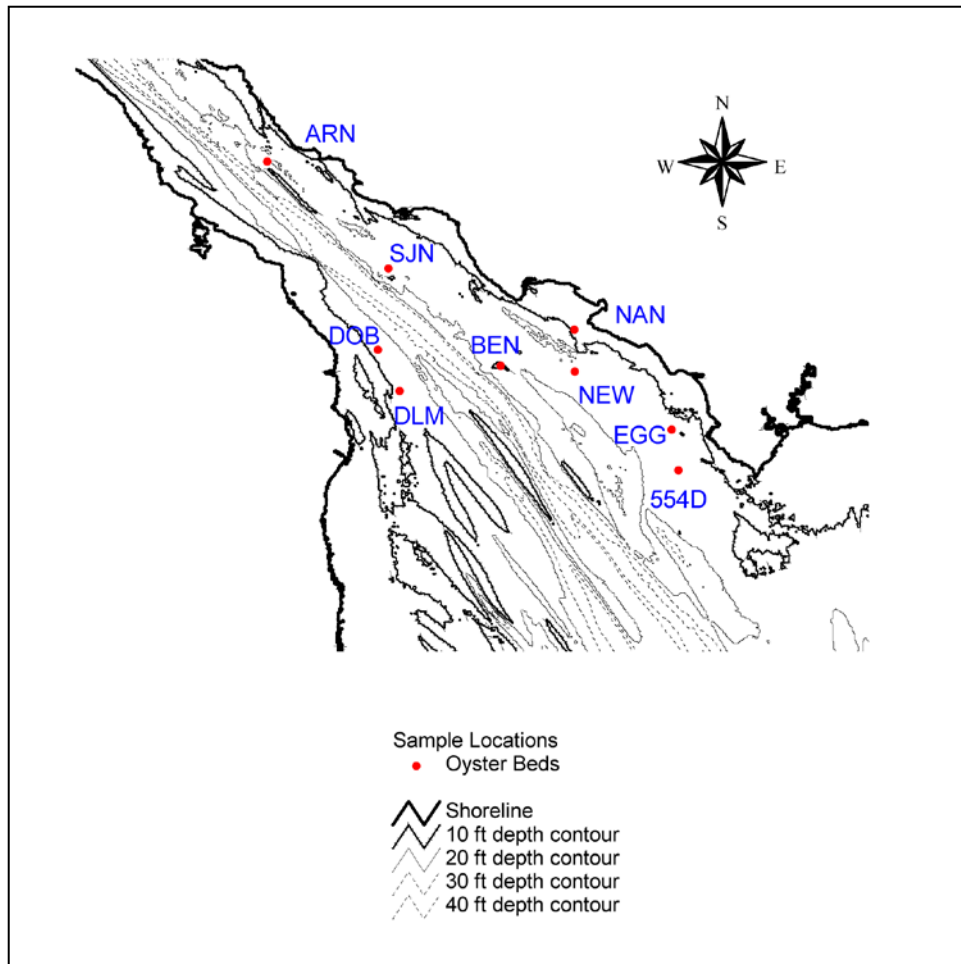 N
W
E
S
ARN
SJN
NAN
DOB
BEN
NEW
DLM
EGG
554D
Sample Locations
Oyster Beds
Shoreline
10 ft depth contour
20 ft depth contour
30 ft depth contour
40 ft depth contour